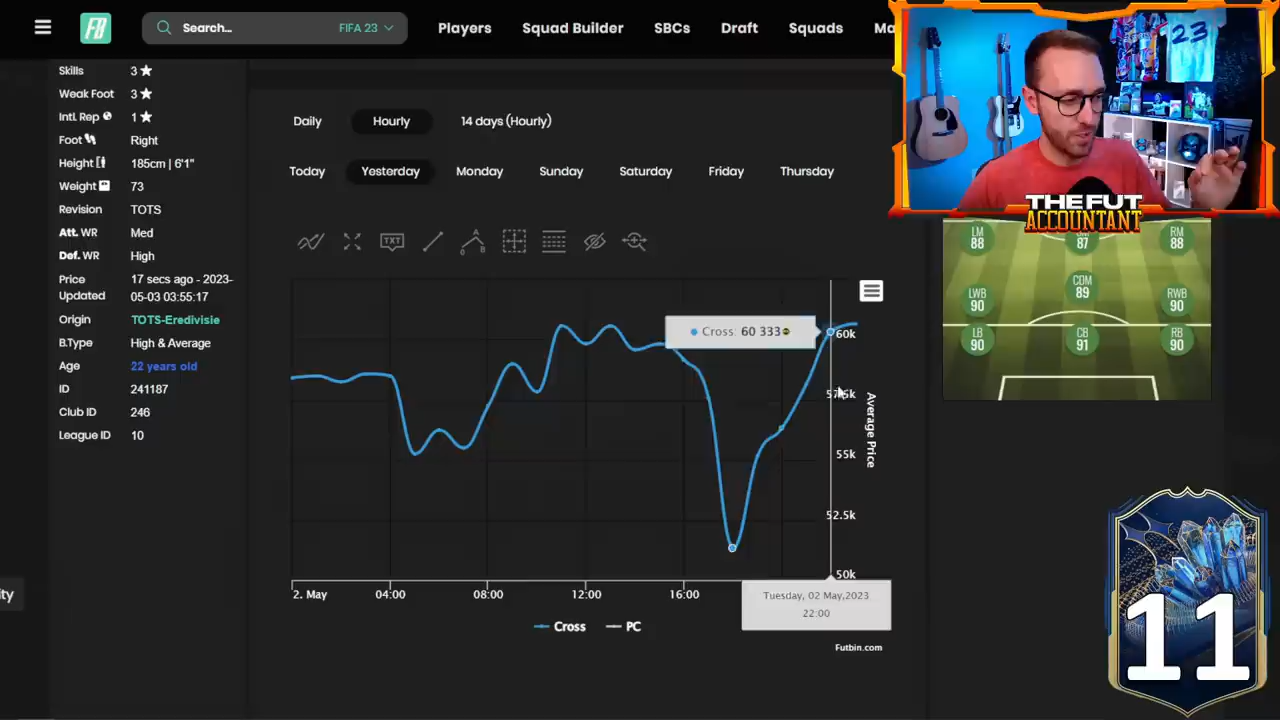 FB
Search...
FIFA 23
Players
Squad Builder
SBCs
Draft
Squads
Ma
23
Skills 3
Weak Foot 3
Intl.Rep 1
Foot Right
Height 185cm | 6'1"
Weight 73
Revision TOTS
Att. WR Med
Def. WR High
Price Updated 17 secs ago - 2023-05-03 03:55:17
Origin TOTS-Eredivisie
B.Type High & Average
Age 22 years old
ID 241187
Club ID 246
League ID 10
ity
Daily Hourly 14 days (Hourly)
Today Yesterday Monday Sunday Saturday Friday Thursday
TXT
Cross: 60 333
60k
57.5k
55k
52.5k
50k
Average Price
2. May 04:00 08:00 12:00 16:00
Tuesday, 02 May,2023
22:00
Cross PC
Futbin.com
THE FUT
ACCOUNTANT
LM 88
87
RM 88
CDM 89
LWB 90
RWB 90
LB 90
CB 91
RB 90
11